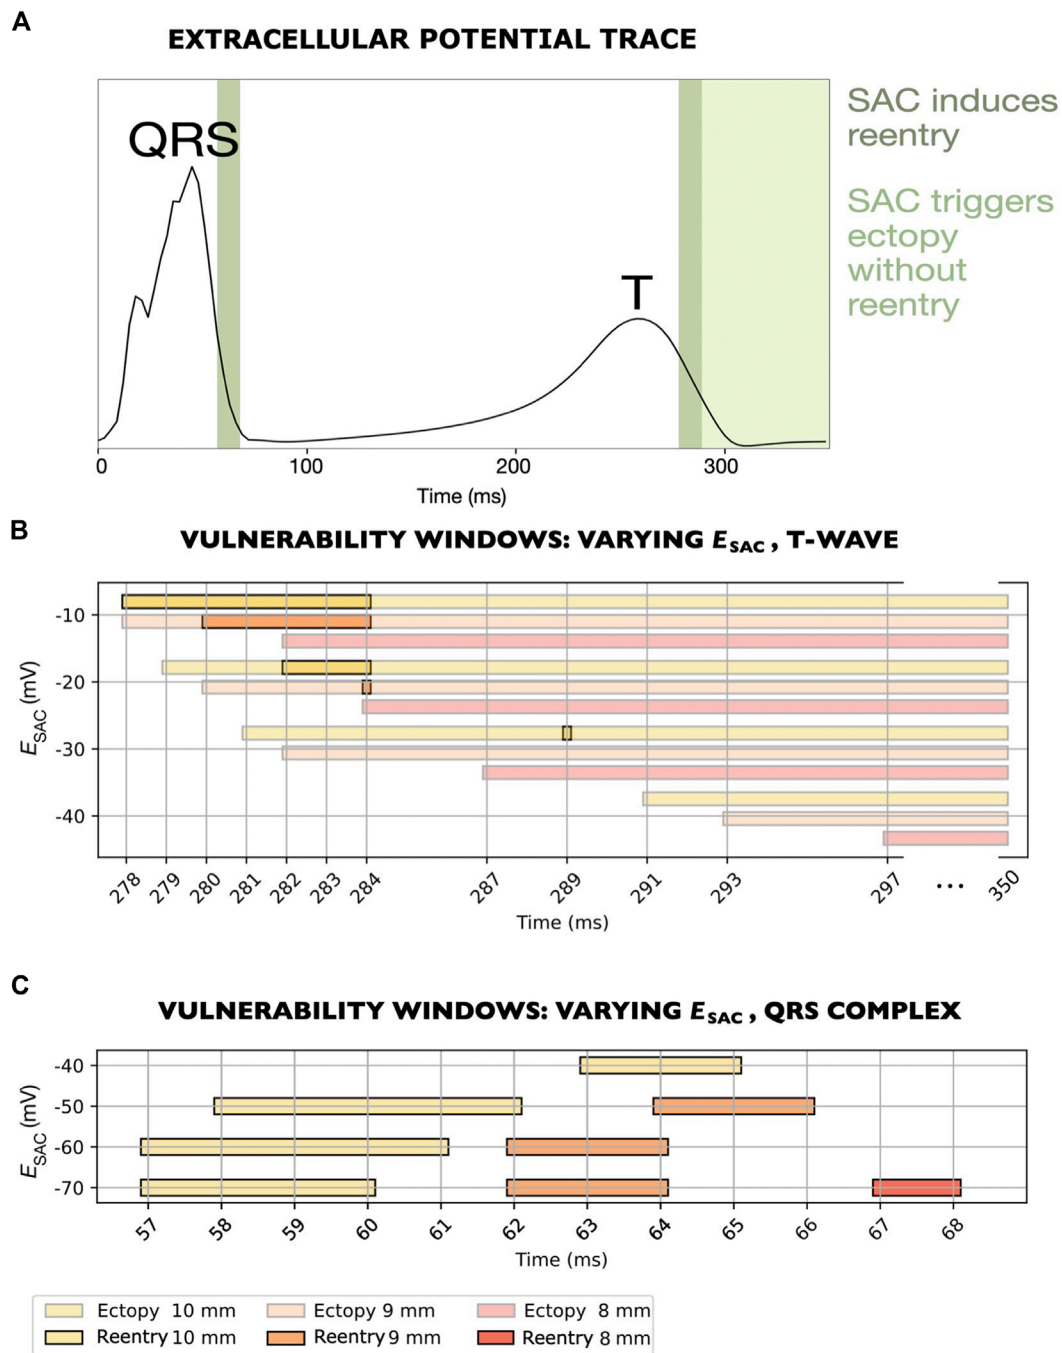 A
EXTRACELLULAR POTENTIAL TRACE
QRS
T
SAC induces
reentry
SAC triggers
ectopy
without
reentry
0 100 200 300
Time (ms)
B
VULNERABILITY WINDOWS: VARYING E_SAC, T-WAVE
-10
-20
-30
-40
E_SAC (mV)
278 279 280 281 282 283 284 287 289 291 293 297 ... 350
Time (ms)
C
VULNERABILITY WINDOWS: VARYING E_SAC, QRS COMPLEX
-40
-50
-60
-70
E_SAC (mV)
57 58 59 60 61 62 63 64 65 66 67 68
Time (ms)
Ectopy 10 mm Ectopy 9 mm Ectopy 8 mm
Reentry 10 mm Reentry 9 mm Reentry 8 mm